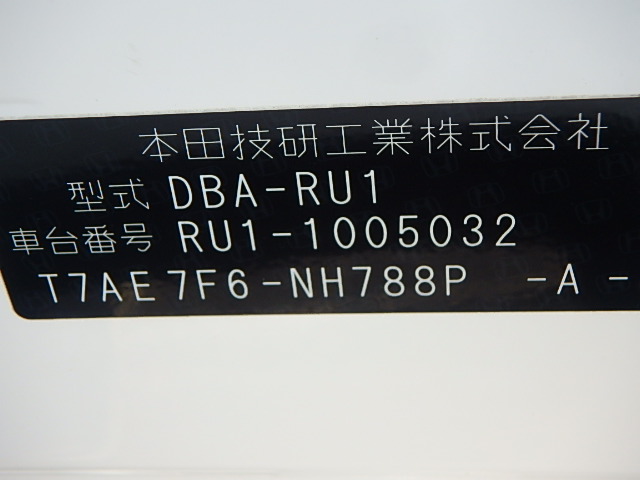 本田技研工業株式会社
型式 DBA-RU1
車台番号 RU1-1005032
T7AE7F6-NH788P -A-